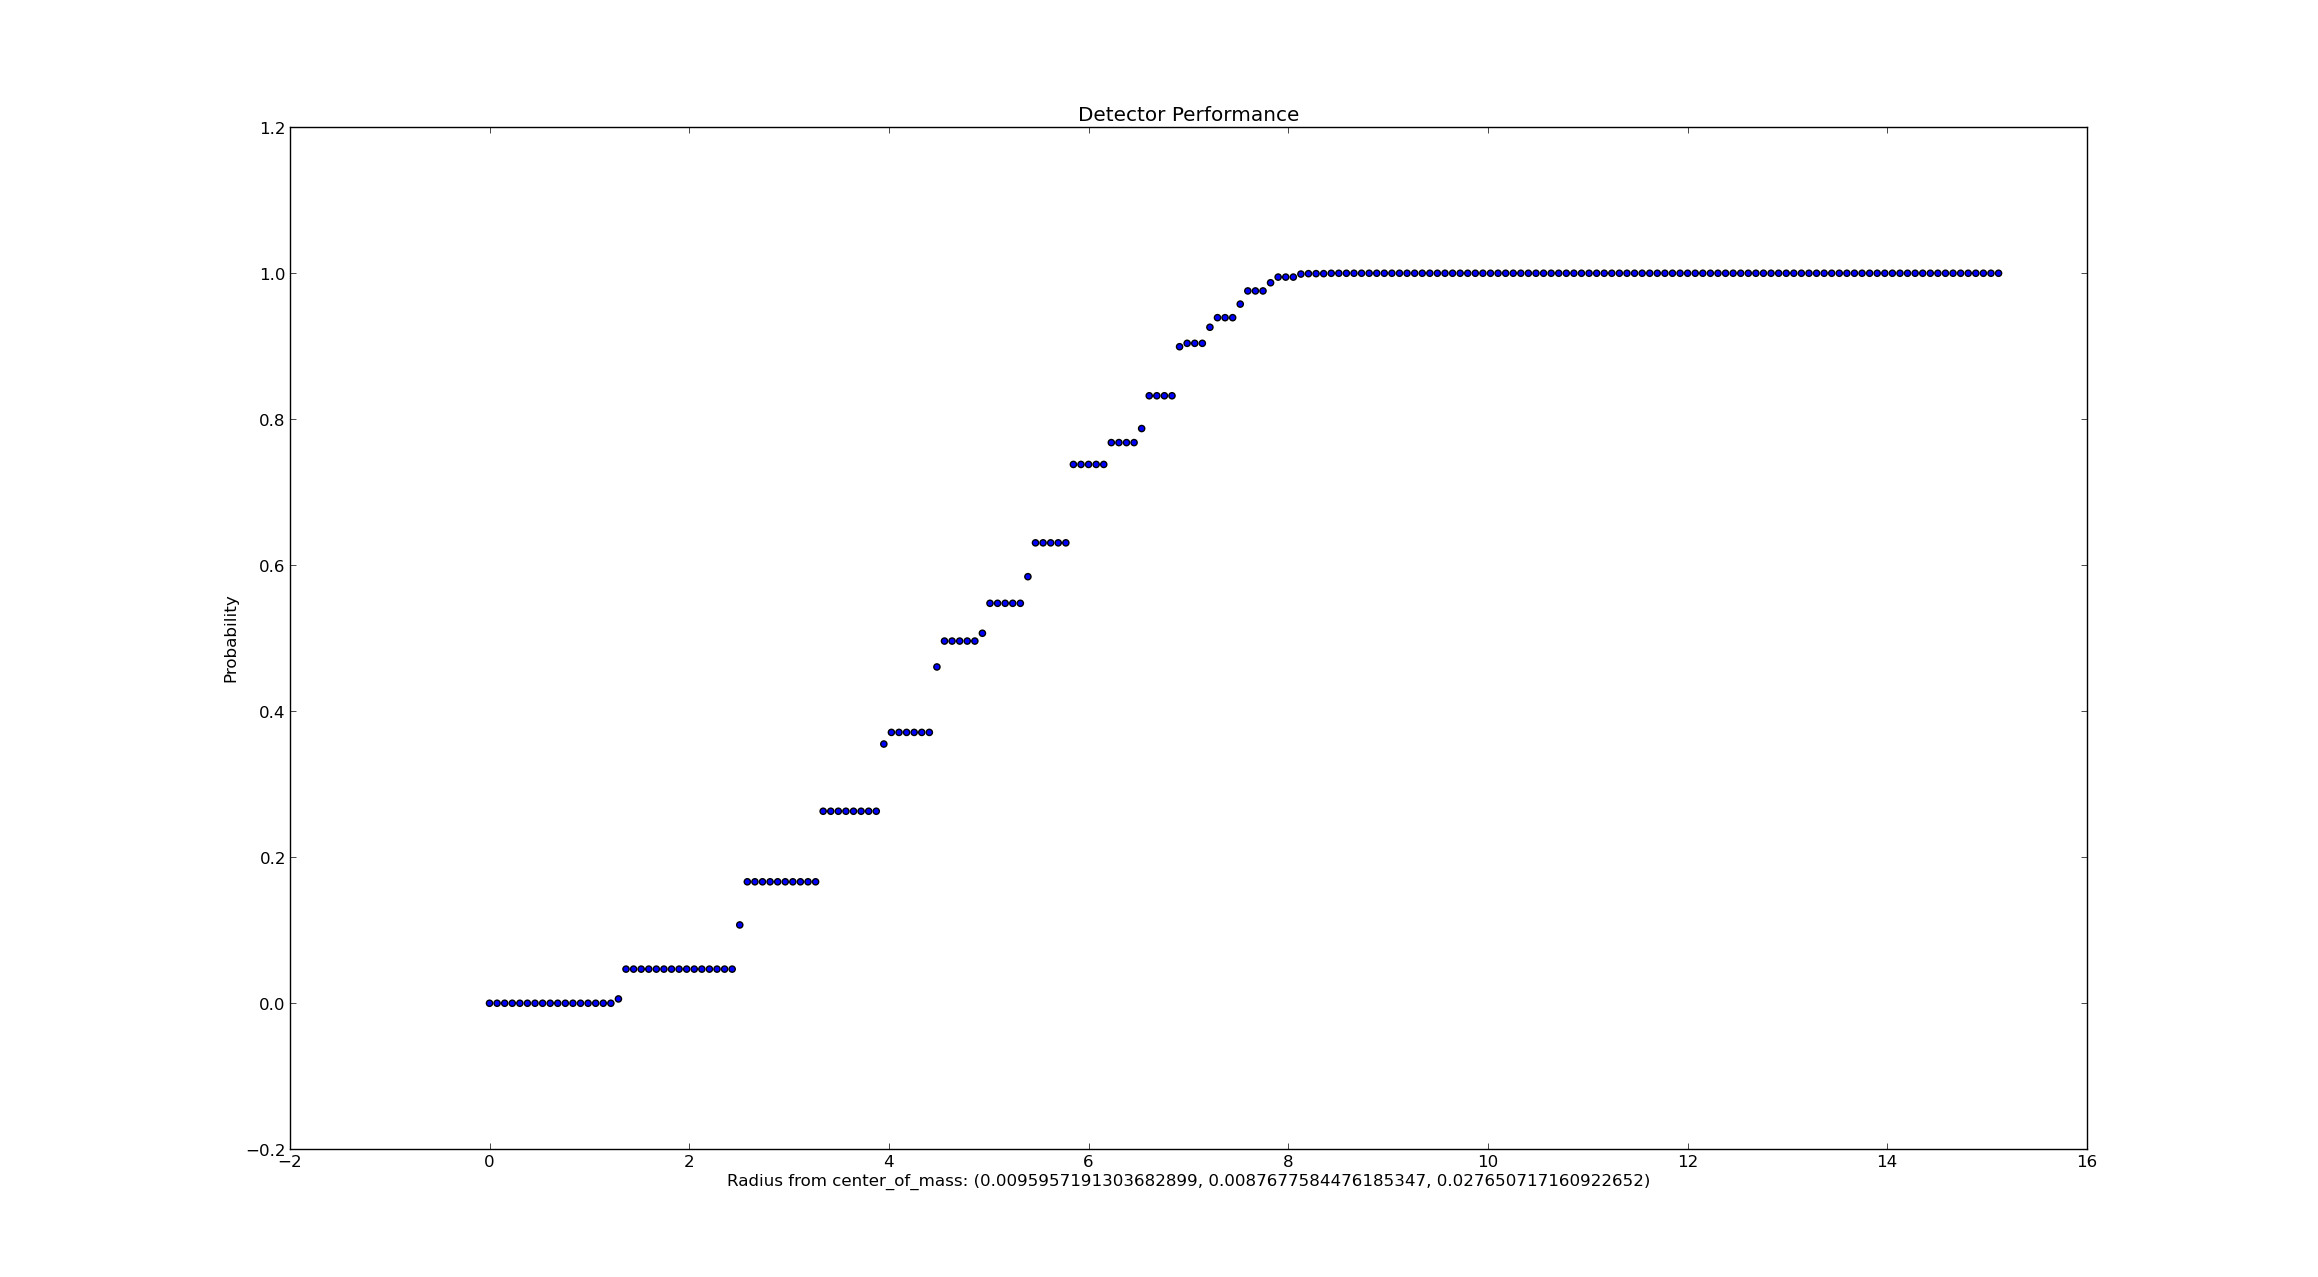 Detector Performance
1.2
1.0
0.8
0.6
Probability
0.4
0.2
0.0
−0.2
−2 0 2 4 6 8 10 12 14 16
Radius from center_of_mass: (0.0095957191303682899, 0.0087677584476185347, 0.027650717160922652)